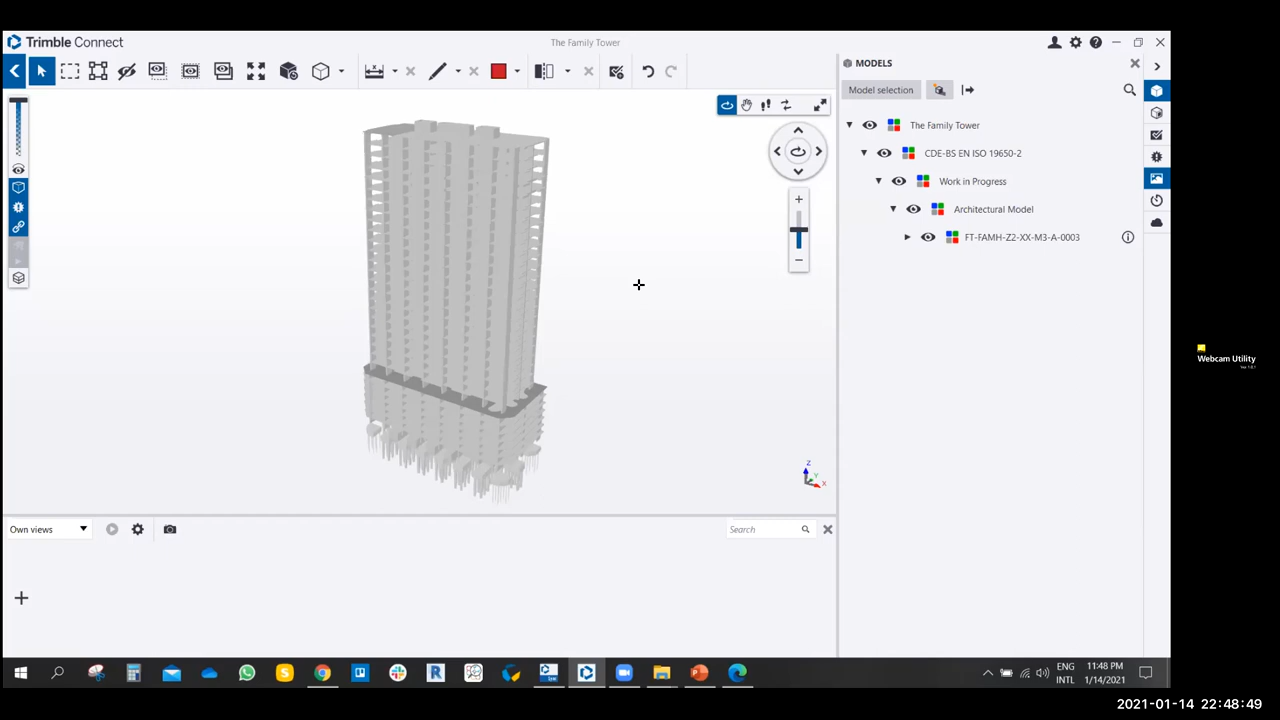 Trimble Connect
The Family Tower
MODELS
Model selection
The Family Tower
CDE-BS EN ISO 19650-2
Work in Progress
Architectural Model
FT-FAMH-Z2-XX-M3-A-0003
Z
Y
X
Own views
Search
Webcam Utility
ENG
INTL
11:48 PM
1/14/2021
2021-01-14 22:48:49